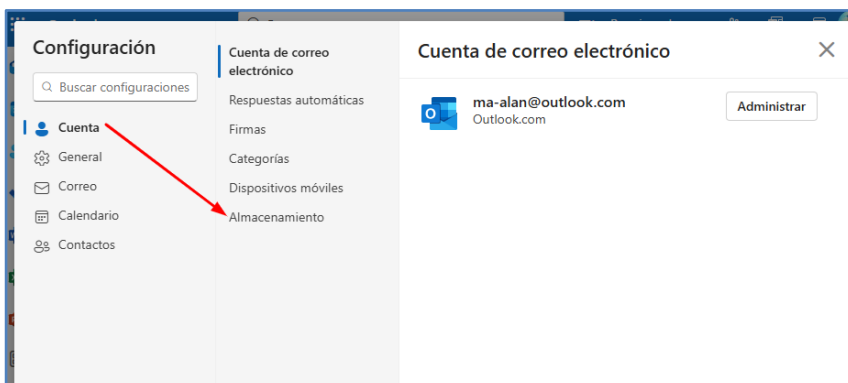 Configuración
Buscar configuraciones
Cuenta
General
Correo
Calendario
Contactos
Cuenta de correo
electrónico
Respuestas automáticas
Firmas
Categorías
Dispositivos móviles
Almacenamiento
Cuenta de correo electrónico
ma-alan@outlook.com
Outlook.com
Administrar